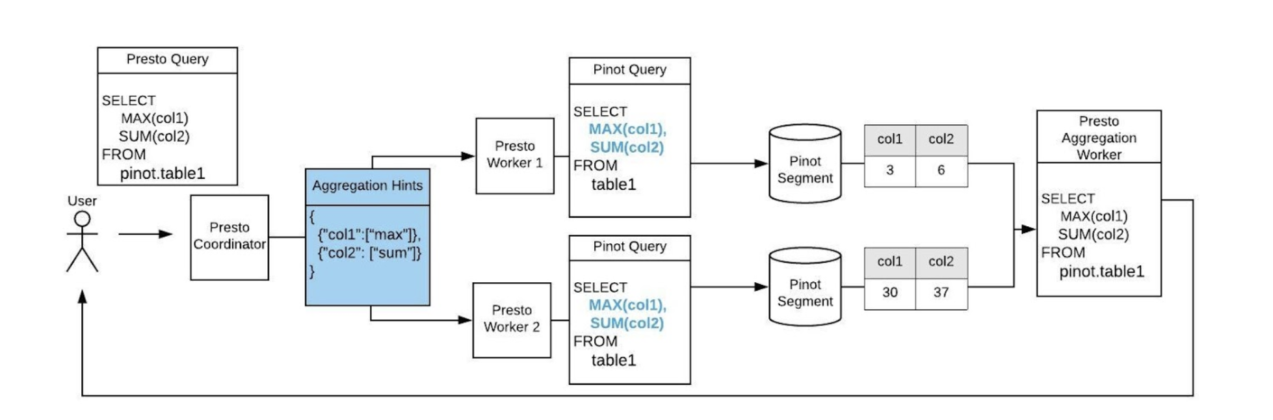 Presto Query
SELECT
MAX(col1)
SUM(col2)
FROM
pinot.table1
User
Presto
Coordinator
Aggregation Hints
{
{"col1":["max"]},
{"col2": ["sum"]}
}
Presto
Worker 1
Pinot Query
SELECT
MAX(col1),
SUM(col2)
FROM
table1
Pinot
Segment
col1 col2
3 6
Presto
Worker 2
Pinot Query
SELECT
MAX(col1),
SUM(col2)
FROM
table1
Pinot
Segment
col1 col2
30 37
Presto
Aggregation
Worker
SELECT
MAX(col1)
SUM(col2)
FROM
pinot.table1